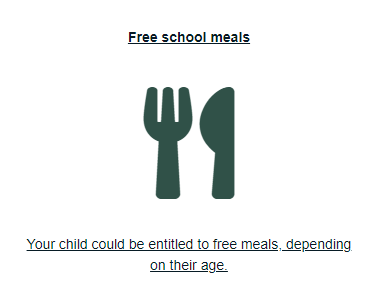 Free school meals
Your child could be entitled to free meals, depending
on their age.